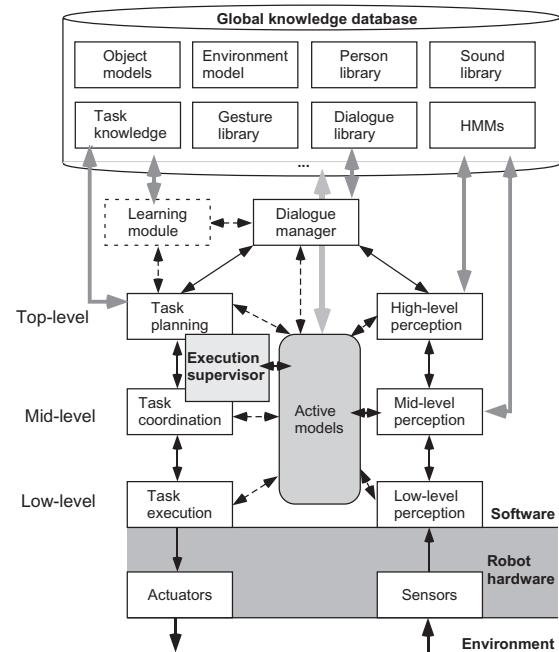 Global knowledge database
Object
models
Environment
model
Person
library
Sound
library
Task
knowledge
Gesture
library
Dialogue
library
HMMs
...
Learning
module
Dialogue
manager
Top-level
Task
planning
High-level
perception
Execution
supervisor
Mid-level
Task
coordination
Active
models
Mid-level
perception
Low-level
Task
execution
Low-level
perception
Software
Robot
hardware
Actuators
Sensors
Environment